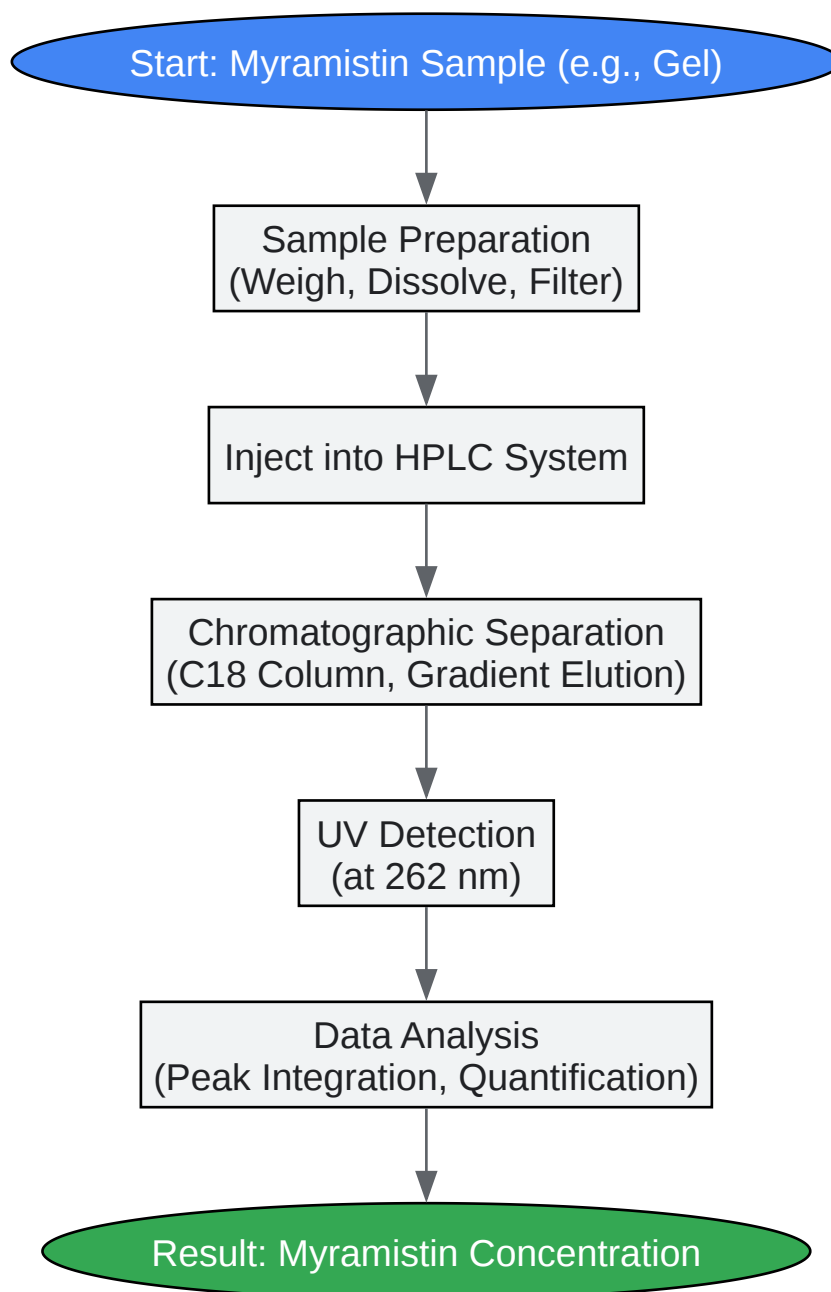 Start: Myramistin Sample (e.g., Gel)
Sample Preparation
(Weigh, Dissolve, Filter)
Inject into HPLC System
Chromatographic Separation
(C18 Column, Gradient Elution)
UV Detection
(at 262 nm)
Data Analysis
(Peak Integration, Quantification)
Result: Myramistin Concentration